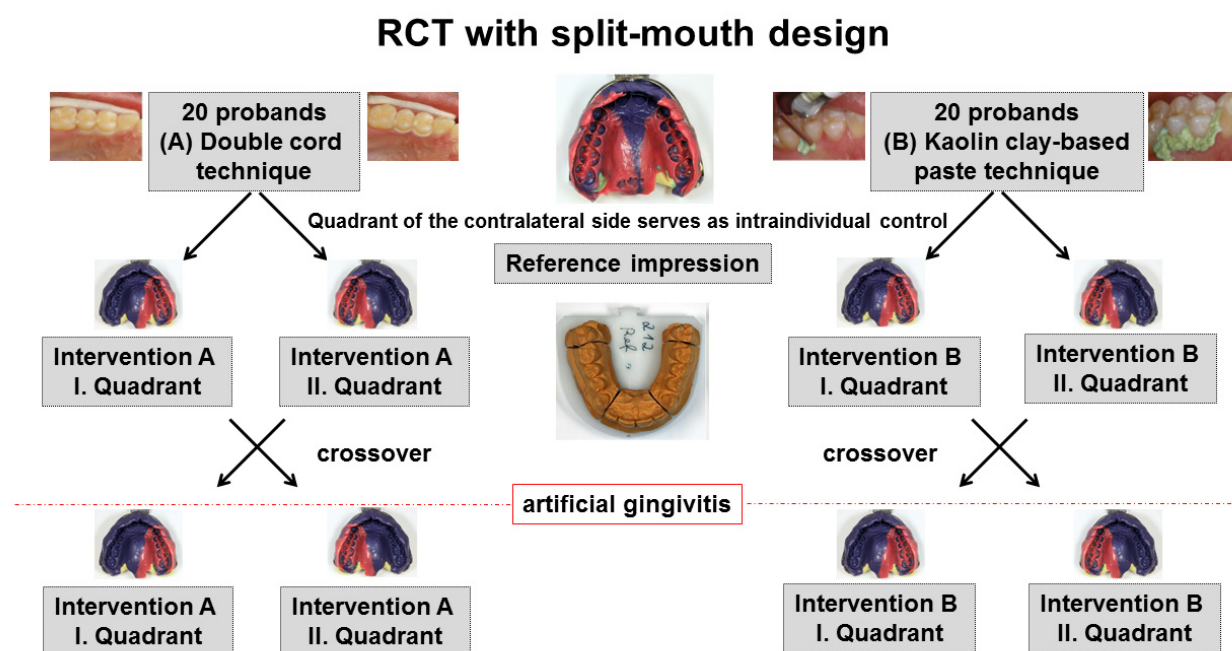 RCT with split-mouth design
20 probands
(A) Double cord
technique
20 probands
(B) Kaolin clay-based
paste technique
Quadrant of the contralateral side serves as intraindividual control
Reference impression
212
Ref.
Intervention A
I. Quadrant
Intervention A
II. Quadrant
Intervention B
I. Quadrant
Intervention B
II. Quadrant
crossover
crossover
artificial gingivitis
Intervention A
I. Quadrant
Intervention A
II. Quadrant
Intervention B
I. Quadrant
Intervention B
II. Quadrant